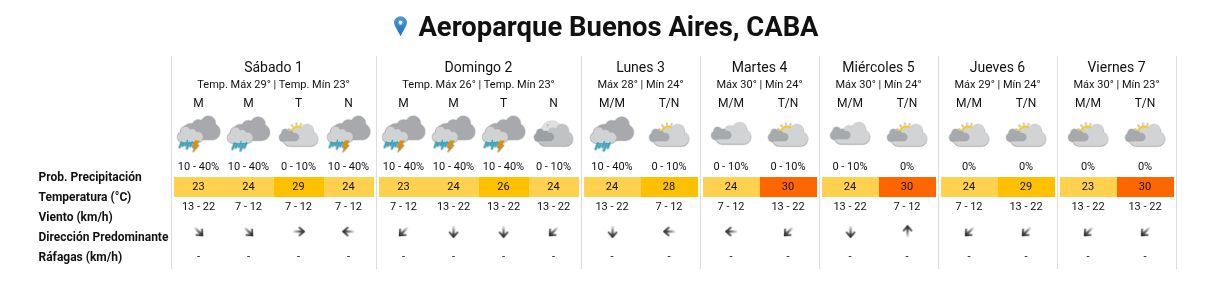 Aeroparque Buenos Aires, CABA
Sábado 1 Domingo 2 Lunes 3 Martes 4 Miércoles 5 Jueves 6 Viernes 7
Temp. Máx 29° | Temp. Mín 23° Temp. Máx 26° | Temp. Mín 23° Máx 28° | Mín 24° Máx 30° | Mín 24° Máx 30° | Mín 24° Máx 29° | Mín 24° Máx 30° | Mín 23°
M M T N M M T N M/M T/N M/M T/N M/M T/N M/M T/N M/M T/N
10 - 40% 10 - 40% 0 - 10% 10 - 40% 10 - 40% 10 - 40% 10 - 40% 0 - 10% 10 - 40% 0 - 10% 0 - 10% 0 - 10% 0 - 10% 0% 0% 0% 0% 0%
Prob. Precipitación
23 24 29 24 23 24 26 24 24 28 24 30 24 30 24 29 23 30
Temperatura (°C)
13 - 22 7 - 12 7 - 12 7 - 12 7 - 12 13 - 22 13 - 22 13 - 22 13 - 22 7 - 12 7 - 12 13 - 22 13 - 22 7 - 12 7 - 12 13 - 22 13 - 22 13 - 22
Viento (km/h)
Dirección Predominante
Ráfagas (km/h) - - - - - - - - - - - - - - - - - -